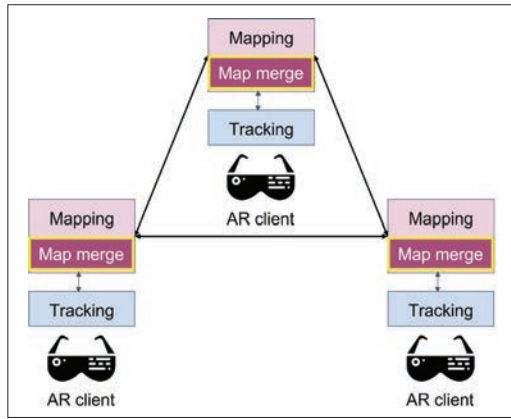 Mapping
Map merge
Tracking
AR client
Mapping
Map merge
Tracking
AR client
Mapping
Map merge
Tracking
AR client